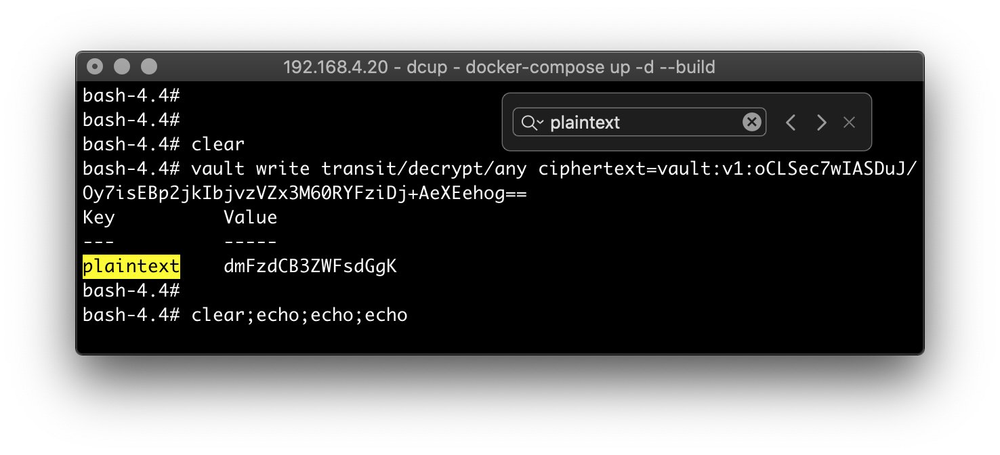 192.168.4.20 - dcup - docker-compose up -d --build
bash-4.4#
plaintext
bash-4.4#
bash-4.4# clear
bash-4.4# vault write transit/decrypt/any ciphertext=vault:v1:oCLSec7wIASDuJ/
Oy7isEBp2jkIbjvzVZx3M60RYFziDj+AeXEehog==
Key Value
--- -----
plaintext dmFzdCB3ZWFsdGgK
bash-4.4#
bash-4.4# clear;echo;echo;echo